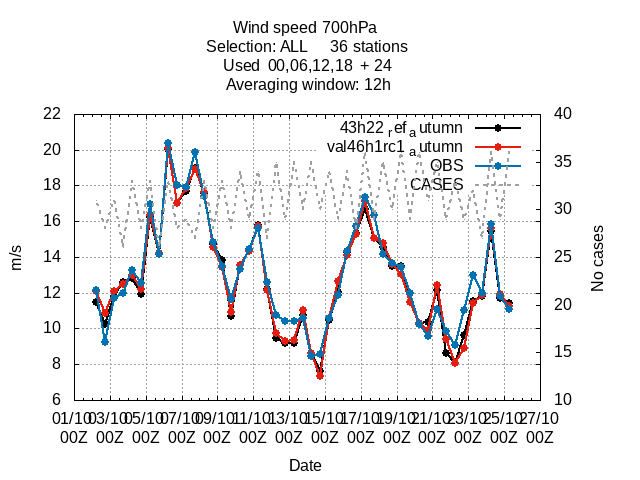 Wind speed 700hPa
Selection: ALL 36 stations
Used 00,06,12,18 + 24
Averaging window: 12h
22 40
20 35
18 30
16
14 25
12 20
10 15
8
6 10
43h22 refa utumn
val46h1rc1 a utumn
OBS
CASES
m/s
No cases
01/10 03/10 05/10 07/10 09/10 11/10 13/10 15/10 17/10 19/10 21/10 23/10 25/10 27/10
00Z 00Z 00Z 00Z 00Z 00Z 00Z 00Z 00Z 00Z 00Z 00Z 00Z 00Z
Date